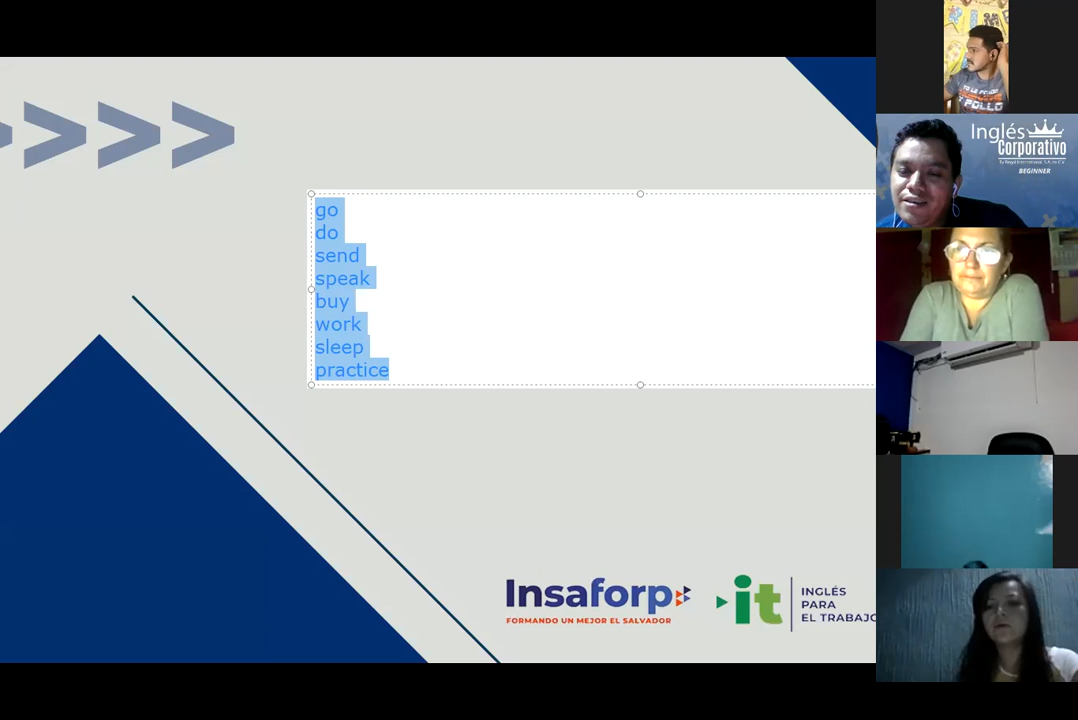 go
do
send
speak
buy
work
sleep
practice
Insaforp
FORMANDO UN MEJOR EL SALVADOR
it
INGLÉS
PARA
EL TRABAJO
POLLO
Inglés
Corporativo
BEGINNER